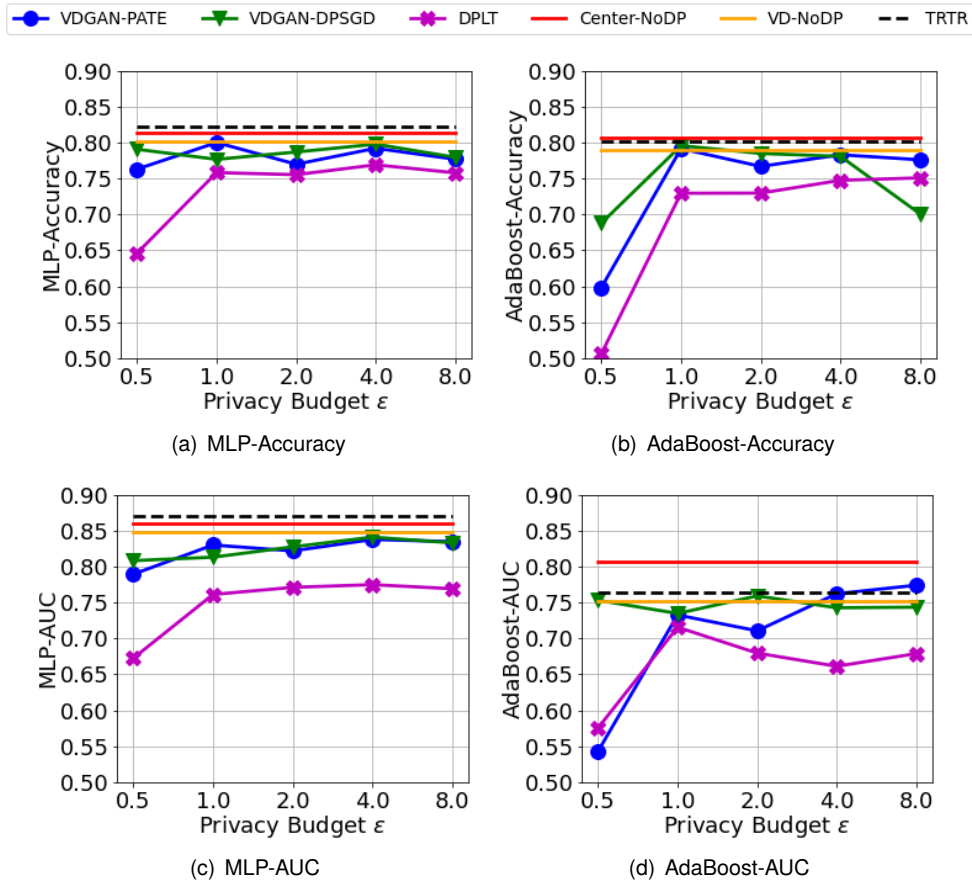 VDGAN-PATE VDGAN-DPSGD DPLT Center-NoDP VD-NoDP TRTR
0.90
0.85
0.80
0.75
0.70
0.65
0.60
0.55
0.50
MLP-Accuracy
0.5 1.0 2.0 4.0 8.0
Privacy Budget ε
(a) MLP-Accuracy
0.90
0.85
0.80
0.75
0.70
0.65
0.60
0.55
0.50
AdaBoost-Accuracy
0.5 1.0 2.0 4.0 8.0
Privacy Budget ε
(b) AdaBoost-Accuracy
0.90
0.85
0.80
0.75
0.70
0.65
0.60
0.55
0.50
MLP-AUC
0.5 1.0 2.0 4.0 8.0
Privacy Budget ε
(c) MLP-AUC
0.90
0.85
0.80
0.75
0.70
0.65
0.60
0.55
0.50
AdaBoost-AUC
0.5 1.0 2.0 4.0 8.0
Privacy Budget ε
(d) AdaBoost-AUC